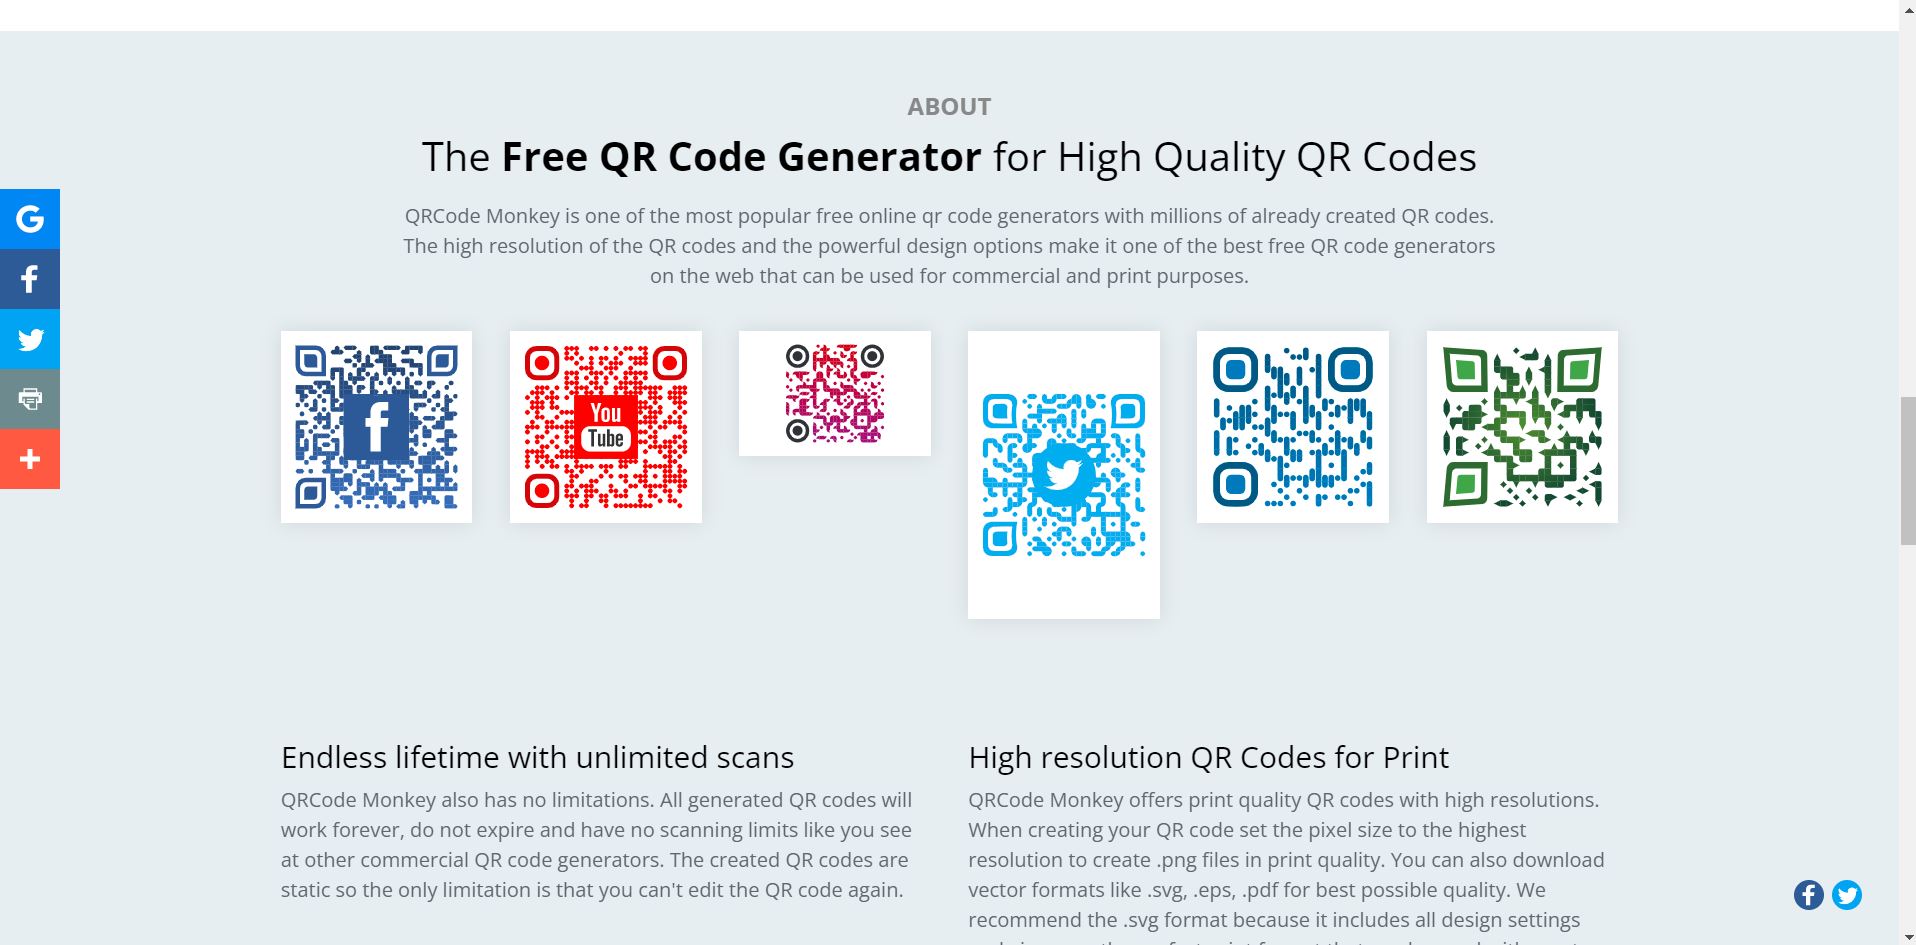 ABOUT
The Free QR Code Generator for High Quality QR Codes
QRCode Monkey is one of the most popular free online qr code generators with millions of already created QR codes.
The high resolution of the QR codes and the powerful design options make it one of the best free QR code generators
on the web that can be used for commercial and print purposes.
You
Tube
Endless lifetime with unlimited scans
QRCode Monkey also has no limitations. All generated QR codes will
work forever, do not expire and have no scanning limits like you see
at other commercial QR code generators. The created QR codes are
static so the only limitation is that you can't edit the QR code again.
High resolution QR Codes for Print
QRCode Monkey offers print quality QR codes with high resolutions.
When creating your QR code set the pixel size to the highest
resolution to create .png files in print quality. You can also download
vector formats like .svg, .eps, .pdf for best possible quality. We
recommend the .svg format because it includes all design settings